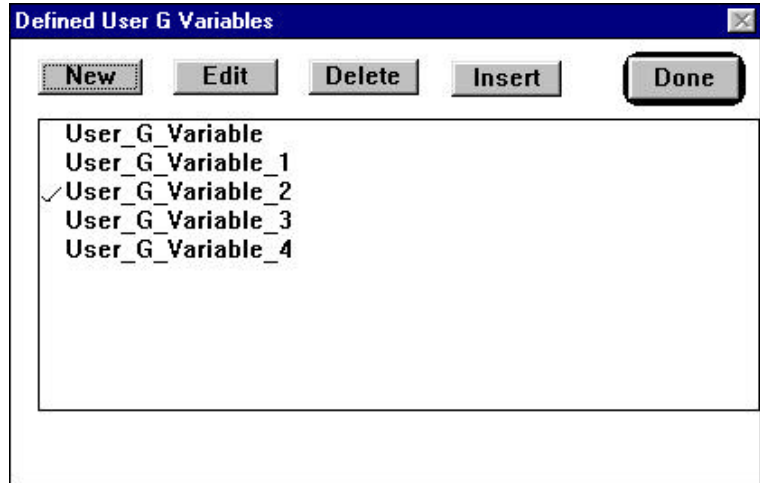 Defined User G Variables
New Edit Delete Insert Done
User_G_Variable
User_G_Variable_1
User_G_Variable_2
User_G_Variable_3
User_G_Variable_4